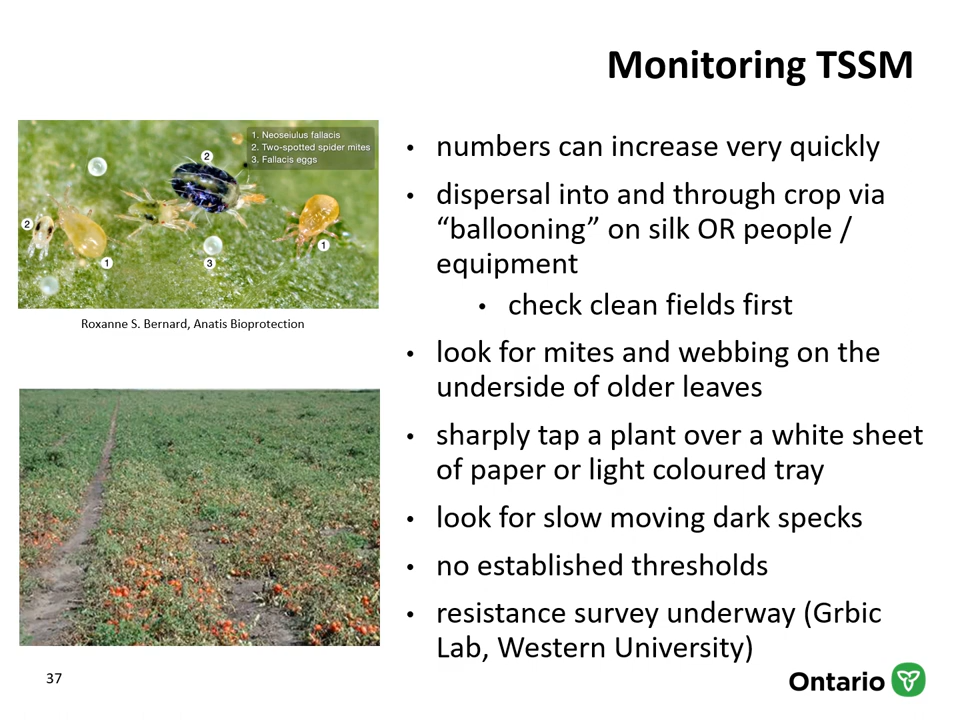 Monitoring TSSM
1. Neoseiulus fallacis
2. Two-spotted spider mites
3. Fallacis eggs
2
2
1
3
1
Roxanne S. Bernard, Anatis Bioprotection
• numbers can increase very quickly
• dispersal into and through crop via
“ballooning” on silk OR people /
equipment
• check clean fields first
• look for mites and webbing on the
underside of older leaves
• sharply tap a plant over a white sheet
of paper or light coloured tray
• look for slow moving dark specks
• no established thresholds
• resistance survey underway (Grbic
Lab, Western University)
37
Ontario